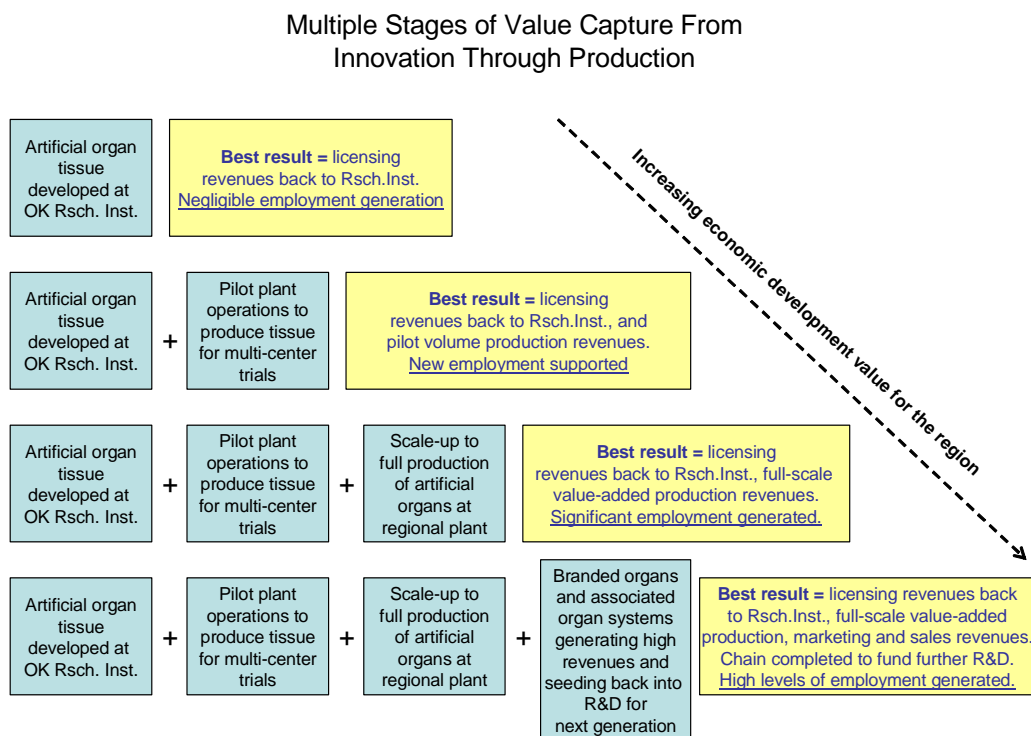 Multiple Stages of Value Capture From
Innovation Through Production
Artificial organ
tissue
developed at
OK Rsch. Inst.
Best result = licensing
revenues back to Rsch.Inst.
Negligible employment generation
Increasing economic development value for the region
Artificial organ
tissue
developed at
OK Rsch. Inst.
+
Pilot plant
operations to
produce tissue
for multi-center
trials
Best result = licensing
revenues back to Rsch.Inst., and
pilot volume production revenues.
New employment supported
Artificial organ
tissue
developed at
OK Rsch. Inst.
+
Pilot plant
operations to
produce tissue
for multi-center
trials
+
Scale-up to
full production
of artificial
organs at
regional plant
Best result = licensing
revenues back to Rsch.Inst., full-scale
value-added production revenues.
Significant employment generated.
Artificial organ
tissue
developed at
OK Rsch. Inst.
+
Pilot plant
operations to
produce tissue
for multi-center
trials
+
Scale-up to
full production
of artificial
organs at
regional plant
+
Branded organs
and associated
organ systems
generating high
revenues and
seeding back into
R&D for
next generation
Best result = licensing revenues back
to Rsch.Inst., full-scale value-added
production, marketing and sales revenues.
Chain completed to fund further R&D.
High levels of employment generated.